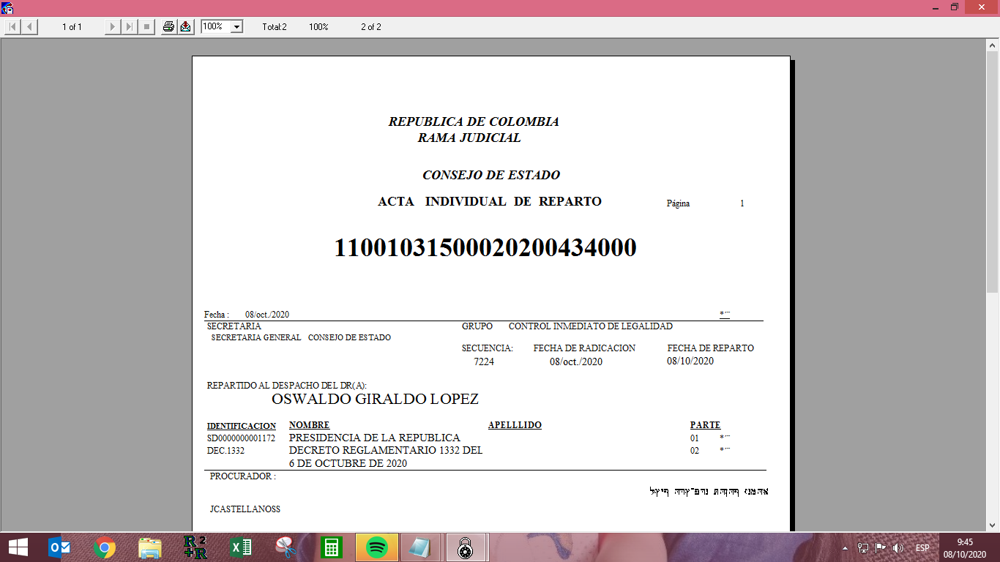 1 of 1 100% Total:2 100% 2 of 2
REPUBLICA DE COLOMBIA
RAMA JUDICIAL
CONSEJO DE ESTADO
ACTA INDIVIDUAL DE REPARTO Página 1
11001031500020200434000
Fecha : 08/oct./2020
SECRETARIA GRUPO CONTROL INMEDIATO DE LEGALIDAD
SECRETARIA GENERAL CONSEJO DE ESTADO
SECUENCIA: FECHA DE RADICACION FECHA DE REPARTO
7224 08/oct./2020 08/10/2020
REPARTIDO AL DESPACHO DEL DR(A):
OSWALDO GIRALDO LOPEZ
IDENTIFICACION NOMBRE APELLLIDO PARTE
SD0000000001172 PRESIDENCIA DE LA REPUBLICA 01
DEC.1332 DECRETO REGLAMENTARIO 1332 DEL 02
6 DE OCTUBRE DE 2020
PROCURADOR :
JCASTELLANOSS
ESP 9:45
08/10/2020